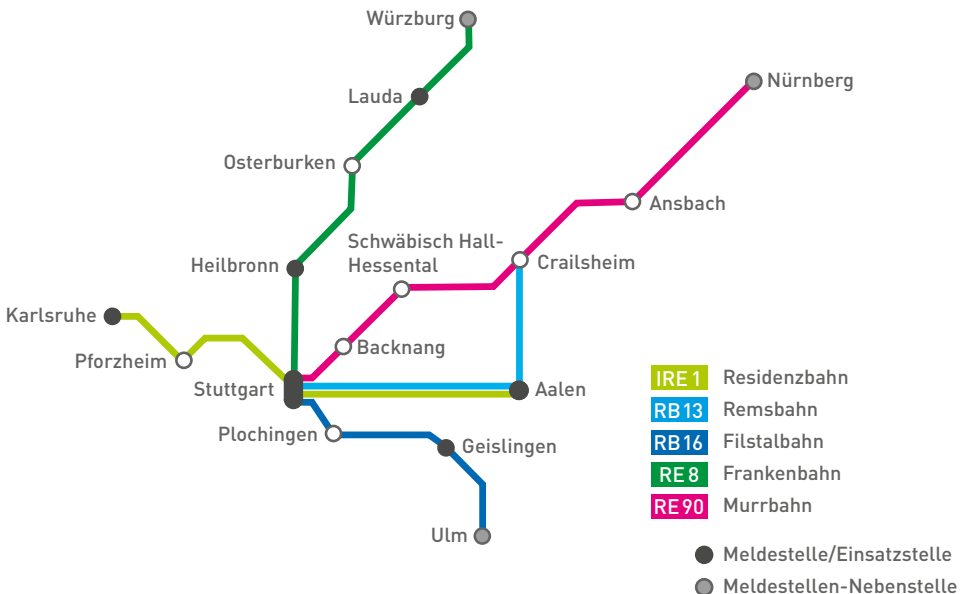 Würzburg
Lauda
Nürnberg
Osterburken
Ansbach
Schwäbisch Hall-
Hessental
Heilbronn
Crailsheim
Karlsruhe
Backnang
Pforzheim
Stuttgart
Aalen
Plochingen
Geislingen
Ulm
IRE 1 Residenzbahn
RB 13 Remsbahn
RB 16 Filstalbahn
RE 8 Frankenbahn
RE 90 Murrbahn
Meldestelle/Einsatzstelle
Meldestellen-Nebenstelle